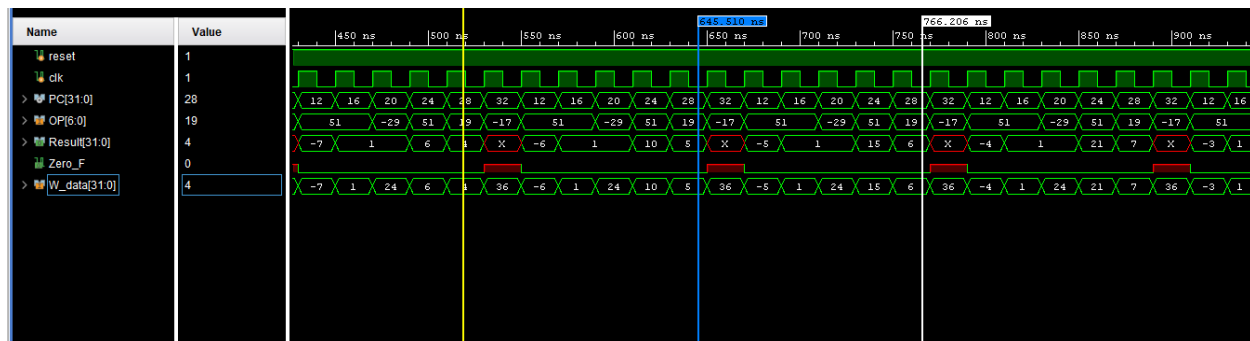 645.510 ns 766.206 ns
Name Value 450 ns 500 ns 550 ns 600 ns 650 ns 700 ns 750 ns 800 ns 850 ns 900 ns
reset 1
clk 1
> PC[31:0] 28 12 16 20 24 28 32 12 16 20 24 28 32 12 16 20 24 28 32 12 16 20 24 28 32 12 16
> OP[6:0] 19 51 -29 51 19 -17 51 -29 51 19 -17 51 -29 51 19 -17 51 -29 51 19 -17 51
> Result[31:0] 4 -7 1 6 4 X -6 1 10 5 X -5 1 15 6 X -4 1 21 7 X -3 1
Zero_F 0
> W_data[31:0] 4 -7 1 24 6 4 36 -6 1 24 10 5 36 -5 1 24 15 6 36 -4 1 24 21 7 36 -3 1